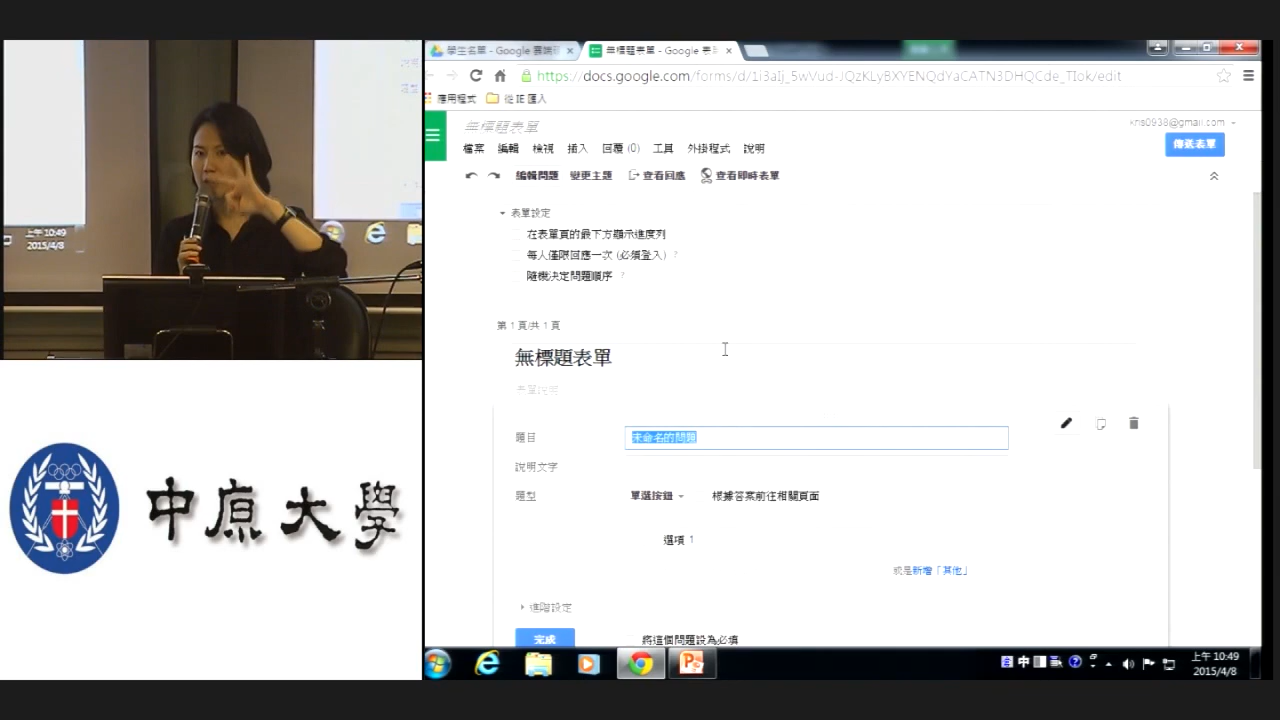 上午 10:49
2015/4/8
中原大學
學生名單 - Google 雲端
無標題表單 - Google 表
https://docs.google.com/forms/d/1i3aIj_5wVud-JQzKLyBXYENQdYaCATN3DHQCde_TIok/edit
應用程式 從 IE 匯入
無標題表單
kris0938@gmail.com
檔案 編輯 檢視 插入 回覆 (0) 工具 外掛程式 說明
傳送表單
編輯問題 變更主題 查看回應 查看即時表單
表單設定
在表單頁的最下方顯示進度列
每人僅限回應一次 (必須登入) ?
隨機決定問題順序 ?
第 1 頁/共 1 頁
無標題表單
表單說明
題目 未命名的問題
說明文字
題型 單選按鈕 根據答案前往相關頁面
選項 1
或是新增「其他」
進階設定
完成 將這個問題設為必填
中
上午 10:49
2015/4/8